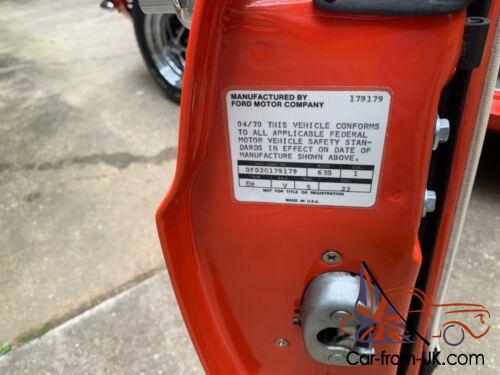 MANUFACTURED BY 179179
FORD MOTOR COMPANY
04/70 THIS VEHICLE CONFORMS
TO ALL APPLICABLE FEDERAL
MOTOR VEHICLE SAFETY STAN-
DARDS IN EFFECT ON DATE OF
MANUFACTURE SHOWN ABOVE.
0F02G179179 63B 1
EW V 5 22
NOT FOR TITLE OR REGISTRATION
MADE IN U.S.A.
Car-from-UK.com